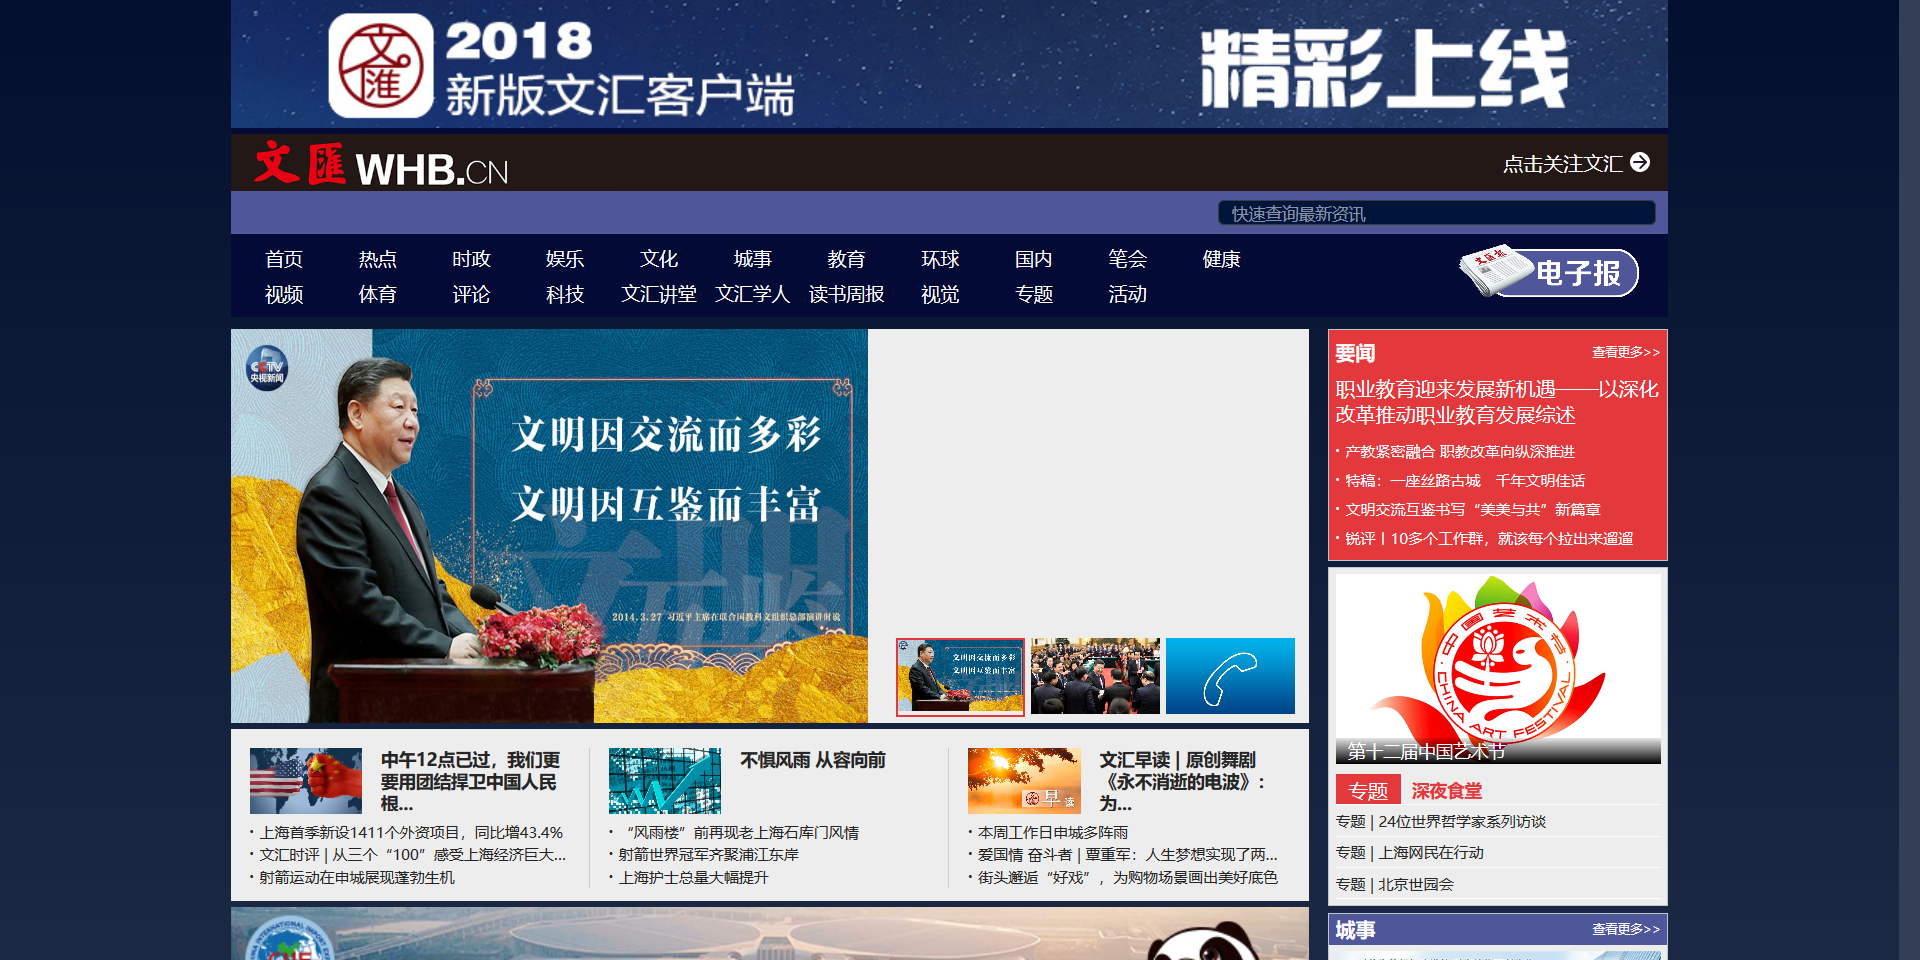 文匯
2018
新版文汇客户端
精彩上线
文匯 WHB.CN
点击关注文汇
快速查询最新资讯
首页 热点 时政 娱乐 文化 城事 教育 环球 国内 笔会 健康
视频 体育 评论 科技 文汇讲堂 文汇学人 读书周报 视觉 专题 活动
文汇报
电子报
CCTV
央视新闻
文明因交流而多彩
文明因互鉴而丰富
2014.3.27 习近平主席在联合国教科文组织总部演讲时说
文明因交流而多彩
文明因互鉴而丰富
要闻
查看更多>>
职业教育迎来发展新机遇——以深化
改革推动职业教育发展综述
· 产教紧密融合 职教改革向纵深推进
· 特稿：一座丝路古城　千年文明佳话
· 文明交流互鉴书写“美美与共”新篇章
· 锐评丨10多个工作群，就该每个拉出来遛遛
中国艺术节
CHINA ART FESTIVAL
第十二届中国艺术节
专题 深夜食堂
专题 | 24位世界哲学家系列访谈
专题 | 上海网民在行动
专题 | 北京世园会
城事
查看更多>>
中午12点已过，我们更
要用团结捍卫中国人民
根...
· 上海首季新设1411个外资项目，同比增43.4%
· 文汇时评 | 从三个“100”感受上海经济巨大...
· 射箭运动在申城展现蓬勃生机
不惧风雨 从容向前
· “风雨楼”前再现老上海石库门风情
· 射箭世界冠军齐聚浦江东岸
· 上海护士总量大幅提升
早读
文汇早读 | 原创舞剧
《永不消逝的电波》：
为...
· 本周工作日申城多阵雨
· 爱国情 奋斗者 | 覃重军：人生梦想实现了两...
· 街头邂逅“好戏”，为购物场景画出美好底色